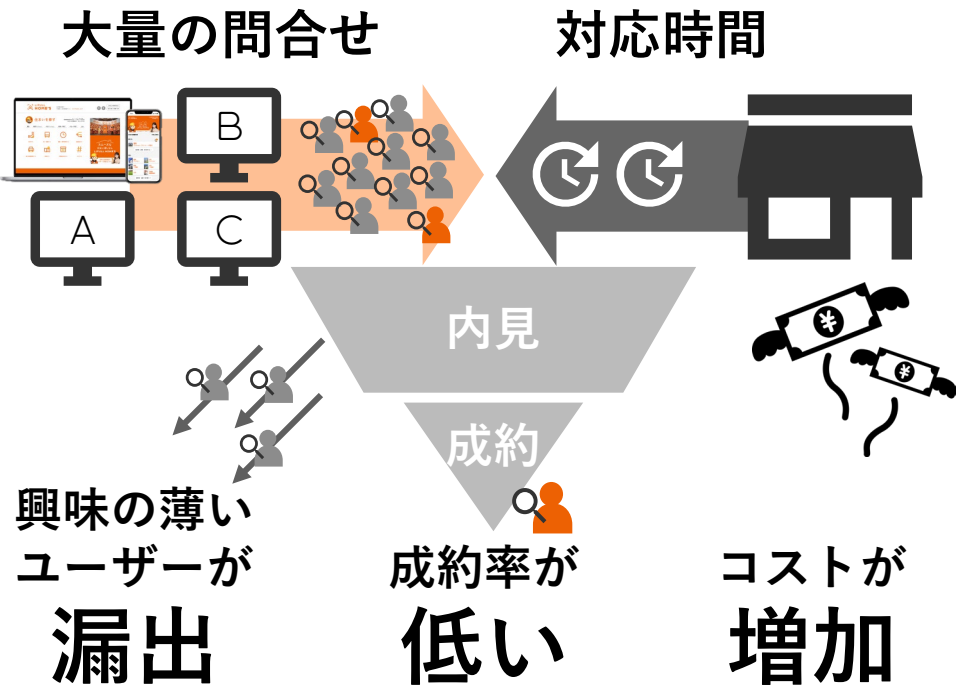 大量の問合せ
対応時間
HOME'S
B
A
C
内見
成約
興味の薄い
ユーザーが
漏出
成約率が
低い
コストが
増加
¥
¥